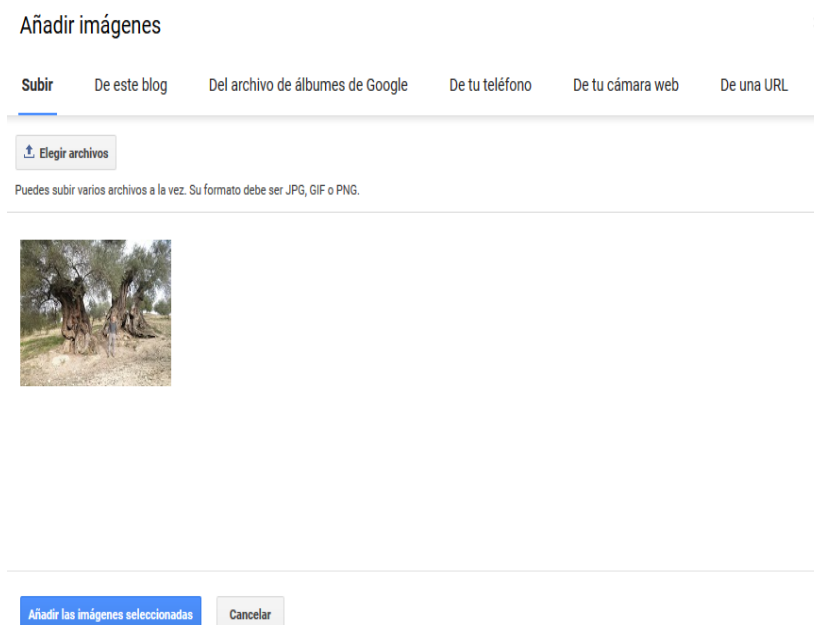 Añadir imágenes
Subir De este blog Del archivo de álbumes de Google De tu teléfono De tu cámara web De una URL
Elegir archivos
Puedes subir varios archivos a la vez. Su formato debe ser JPG, GIF o PNG.
Añadir las imágenes seleccionadas Cancelar